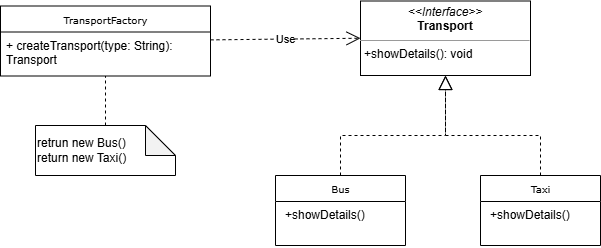 TransportFactory
+ createTransport(type: String):
Transport
Use
<<Interface>>
Transport
+showDetails(): void
retrun new Bus()
return new Taxi()
Bus
+showDetails()
Taxi
+showDetails()